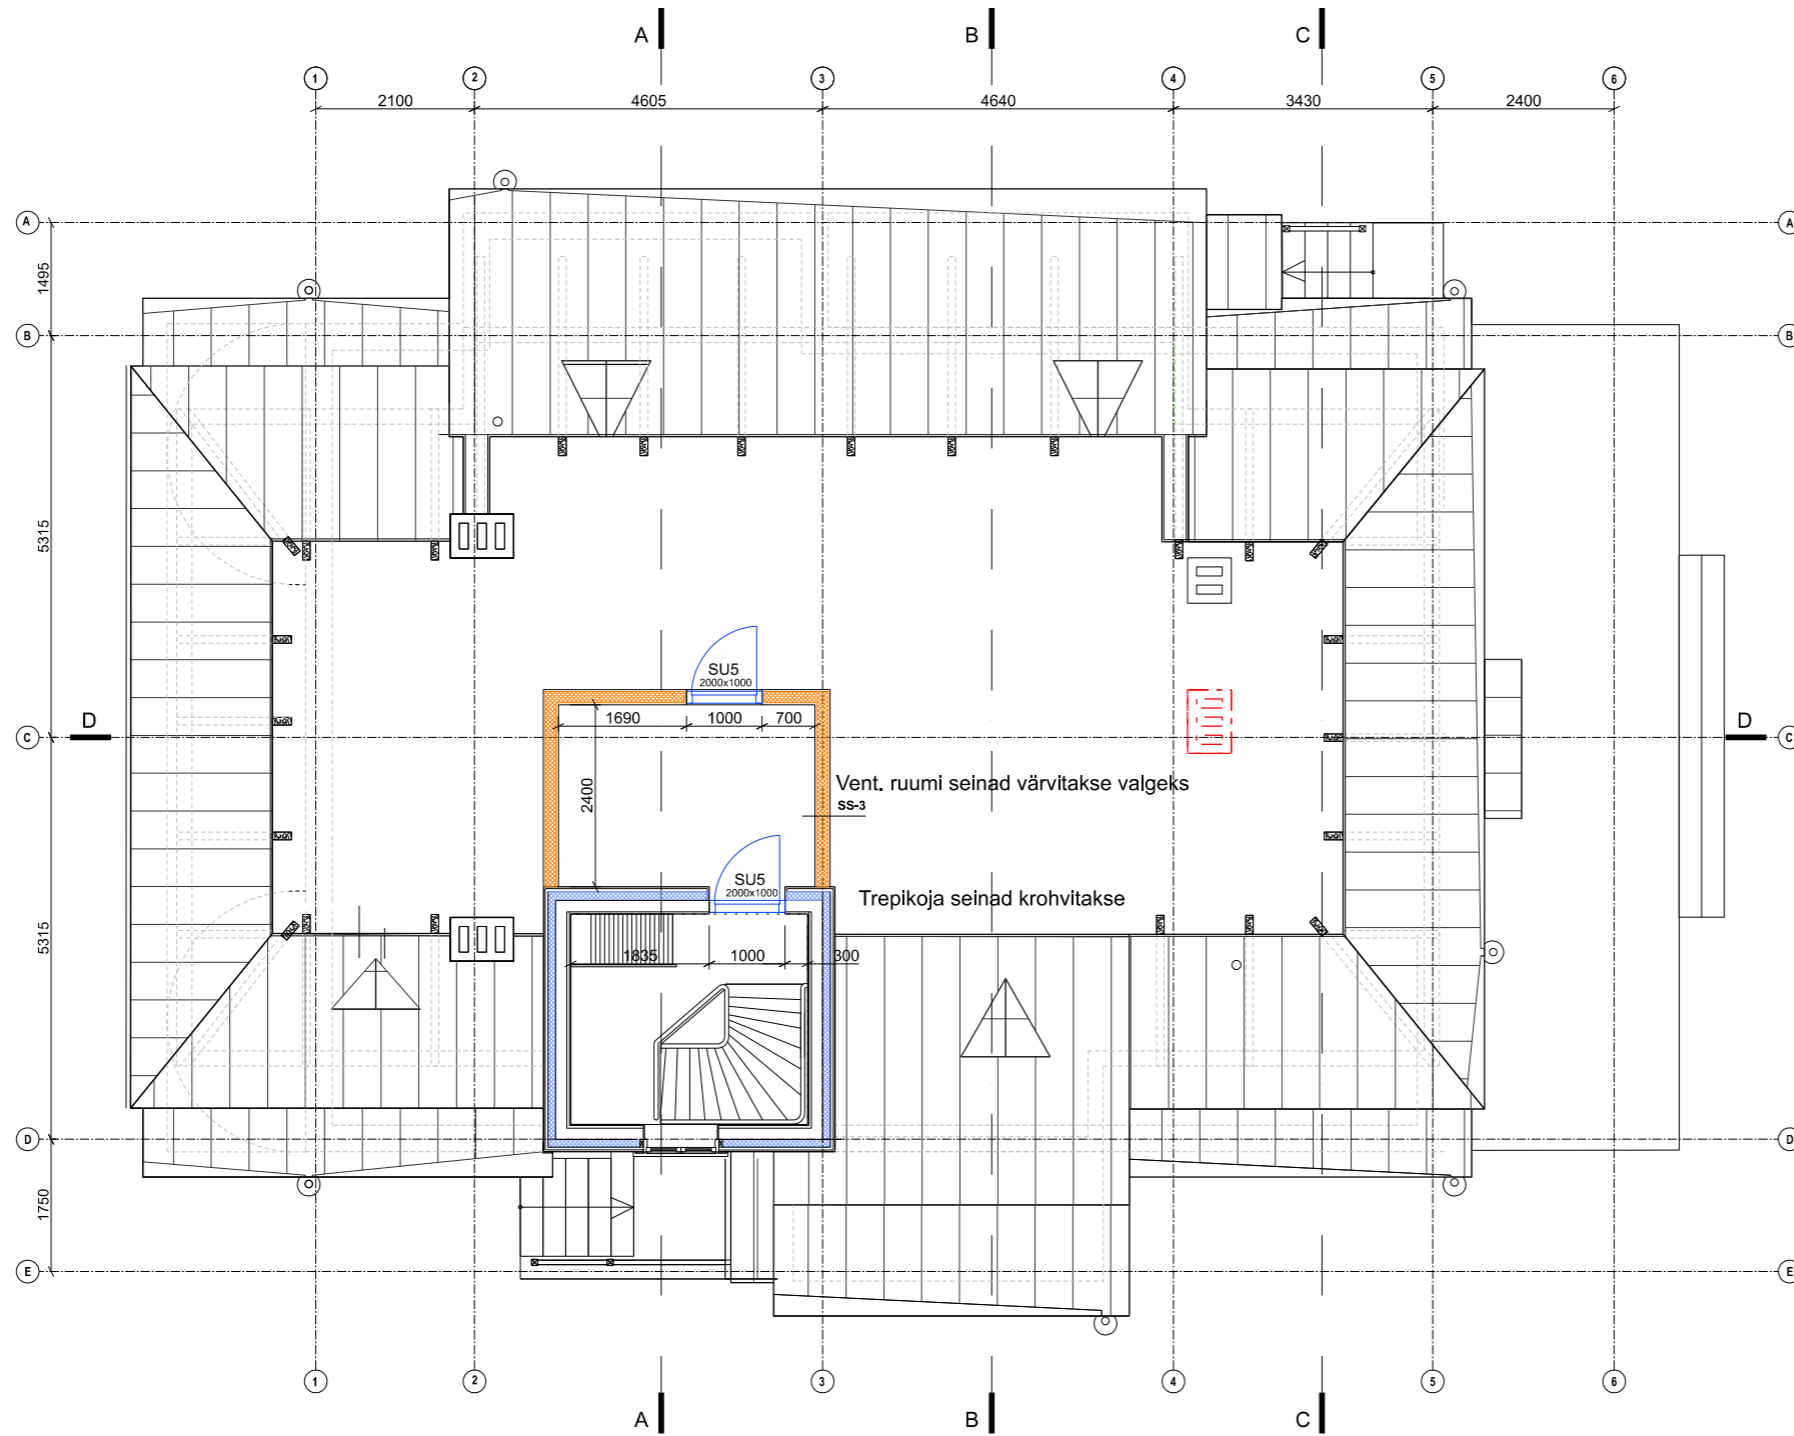 A B C
1 2 3 4 5 6
2100 4605 4640 3430 2400
A A
1495
B B
5315
SU5
2000x1000
1690 1000 700
D D
C C
2400
Vent. ruumi seinad värvitakse valgeks
SS-3
SU5
2000x1000
Trepikoja seinad krohvitakse
5315
1835 1000 300
D D
1750
E E
1 2 3 4 5 6
A B C